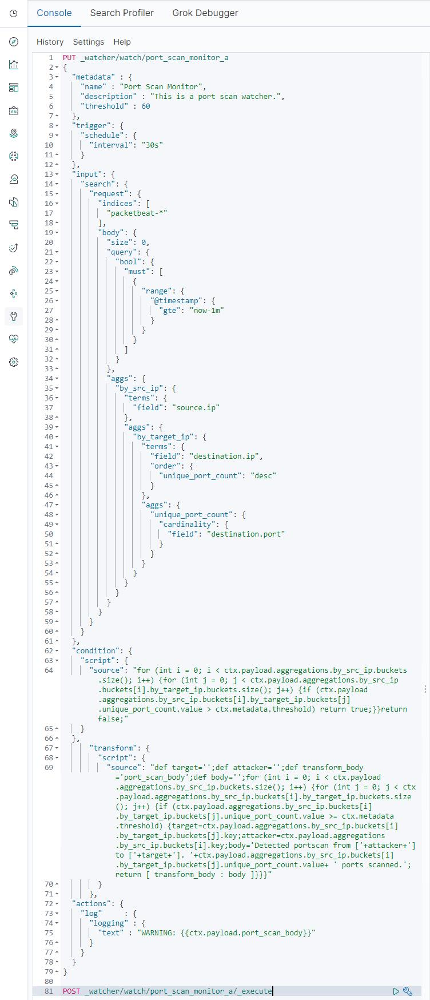 Console Search Profiler Grok Debugger
History Settings Help
1 PUT _watcher/watch/port_scan_monitor_a
2 {
3 "metadata" : {
4 "name" : "Port Scan Monitor",
5 "description" : "This is a port scan watcher.",
6 "threshold" : 60
7 },
8 "trigger": {
9 "schedule": {
10 "interval": "30s"
11 }
12 },
13 "input": {
14 "search": {
15 "request": {
16 "indices": [
17 "packetbeat-*"
18 ],
19 "body": {
20 "size": 0,
21 "query": {
22 "bool": {
23 "must": [
24 {
25 "range": {
26 "@timestamp": {
27 "gte": "now-1m"
28 }
29 }
30 }
31 ]
32 }
33 },
34 "aggs": {
35 "by_src_ip": {
36 "terms": {
37 "field": "source.ip"
38 },
39 "aggs": {
40 "by_target_ip": {
41 "terms": {
42 "field": "destination.ip",
43 "order": {
44 "unique_port_count": "desc"
45 }
46 },
47 "aggs": {
48 "unique_port_count": {
49 "cardinality": {
50 "field": "destination.port"
51 }
52 }
53 }
54 }
55 }
56 }
57 }
58 }
59 }
60 }
61 },
62 "condition": {
63 "script": {
64 "source": "for (int i = 0; i < ctx.payload.aggregations.by_src_ip.buckets
.size(); i++) {for (int j = 0; j < ctx.payload.aggregations.by_src_ip
.buckets[i].by_target_ip.buckets.size(); j++) {if (ctx.payload
.aggregations.by_src_ip.buckets[i].by_target_ip.buckets[j]
.unique_port_count.value > ctx.metadata.threshold) return true;}}return
false;"
65 }
66 },
67 "transform": {
68 "script": {
69 "source": "def target='';def attacker='';def transform_body
='port_scan_body';def body='';for (int i = 0; i < ctx.payload
.aggregations.by_src_ip.buckets.size(); i++) {for (int j = 0; j < ctx
.payload.aggregations.by_src_ip.buckets[i].by_target_ip.buckets.size
(); j++) {if (ctx.payload.aggregations.by_src_ip.buckets[i]
.by_target_ip.buckets[j].unique_port_count.value >= ctx.metadata
.threshold) {target=ctx.payload.aggregations.by_src_ip.buckets[i]
.by_target_ip.buckets[j].key;attacker=ctx.payload.aggregations
.by_src_ip.buckets[i].key;body='Detected portscan from ['+attacker+']
to ['+target+']. '+ctx.payload.aggregations.by_src_ip.buckets[i]
.by_target_ip.buckets[j].unique_port_count.value+ ' ports scanned.';
return [ transform_body : body ]}}}"
70 }
71 },
72 "actions": {
73 "log" : {
74 "logging" : {
75 "text" : "WARNING: {{ctx.payload.port_scan_body}}"
76 }
77 }
78 }
79 }
80
81 POST _watcher/watch/port_scan_monitor_a/_execute